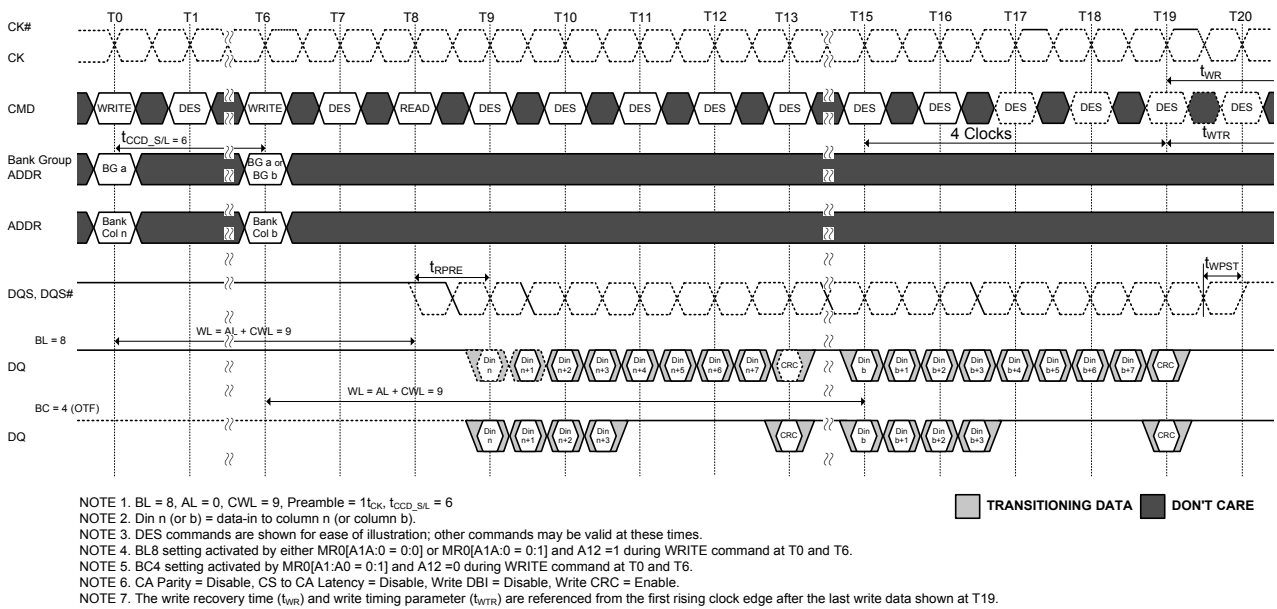 CK#
CK
T0 T1 T6 T7 T8 T9 T10 T11 T12 T13 T15 T16 T17 T18 T19 T20
tWR
CMD
WRITE DES WRITE DES READ DES DES DES DES DES DES DES DES DES DES DES
tCCD_S/L = 6
4 Clocks
tWTR
Bank Group
ADDR
BG a
BG a or
BG b
ADDR
Bank
Col n
Bank
Col b
tRPRE
tWPST
DQS, DQS#
WL = AL + CWL = 9
BL = 8
DQ
Din n Din n+1 Din n+2 Din n+3 Din n+4 Din n+5 Din n+6 Din n+7 CRC Din b Din b+1 Din b+2 Din b+3 Din b+4 Din b+5 Din b+6 Din b+7 CRC
WL = AL + CWL = 9
BC = 4 (OTF)
DQ
Din n Din n+1 Din n+2 Din n+3 CRC Din b Din b+1 Din b+2 Din b+3 CRC
NOTE 1. BL = 8, AL = 0, CWL = 9, Preamble = 1tCK, tCCD_S/L = 6
NOTE 2. Din n (or b) = data-in to column n (or column b).
NOTE 3. DES commands are shown for ease of illustration; other commands may be valid at these times.
NOTE 4. BL8 setting activated by either MR0[A1A:0 = 0:0] or MR0[A1A:0 = 0:1] and A12 =1 during WRITE command at T0 and T6.
NOTE 5. BC4 setting activated by MR0[A1:A0 = 0:1] and A12 =0 during WRITE command at T0 and T6.
NOTE 6. CA Parity = Disable, CS to CA Latency = Disable, Write DBI = Disable, Write CRC = Enable.
NOTE 7. The write recovery time (tWR) and write timing parameter (tWTR) are referenced from the first rising clock edge after the last write data shown at T19.
TRANSITIONING DATA
DON'T CARE